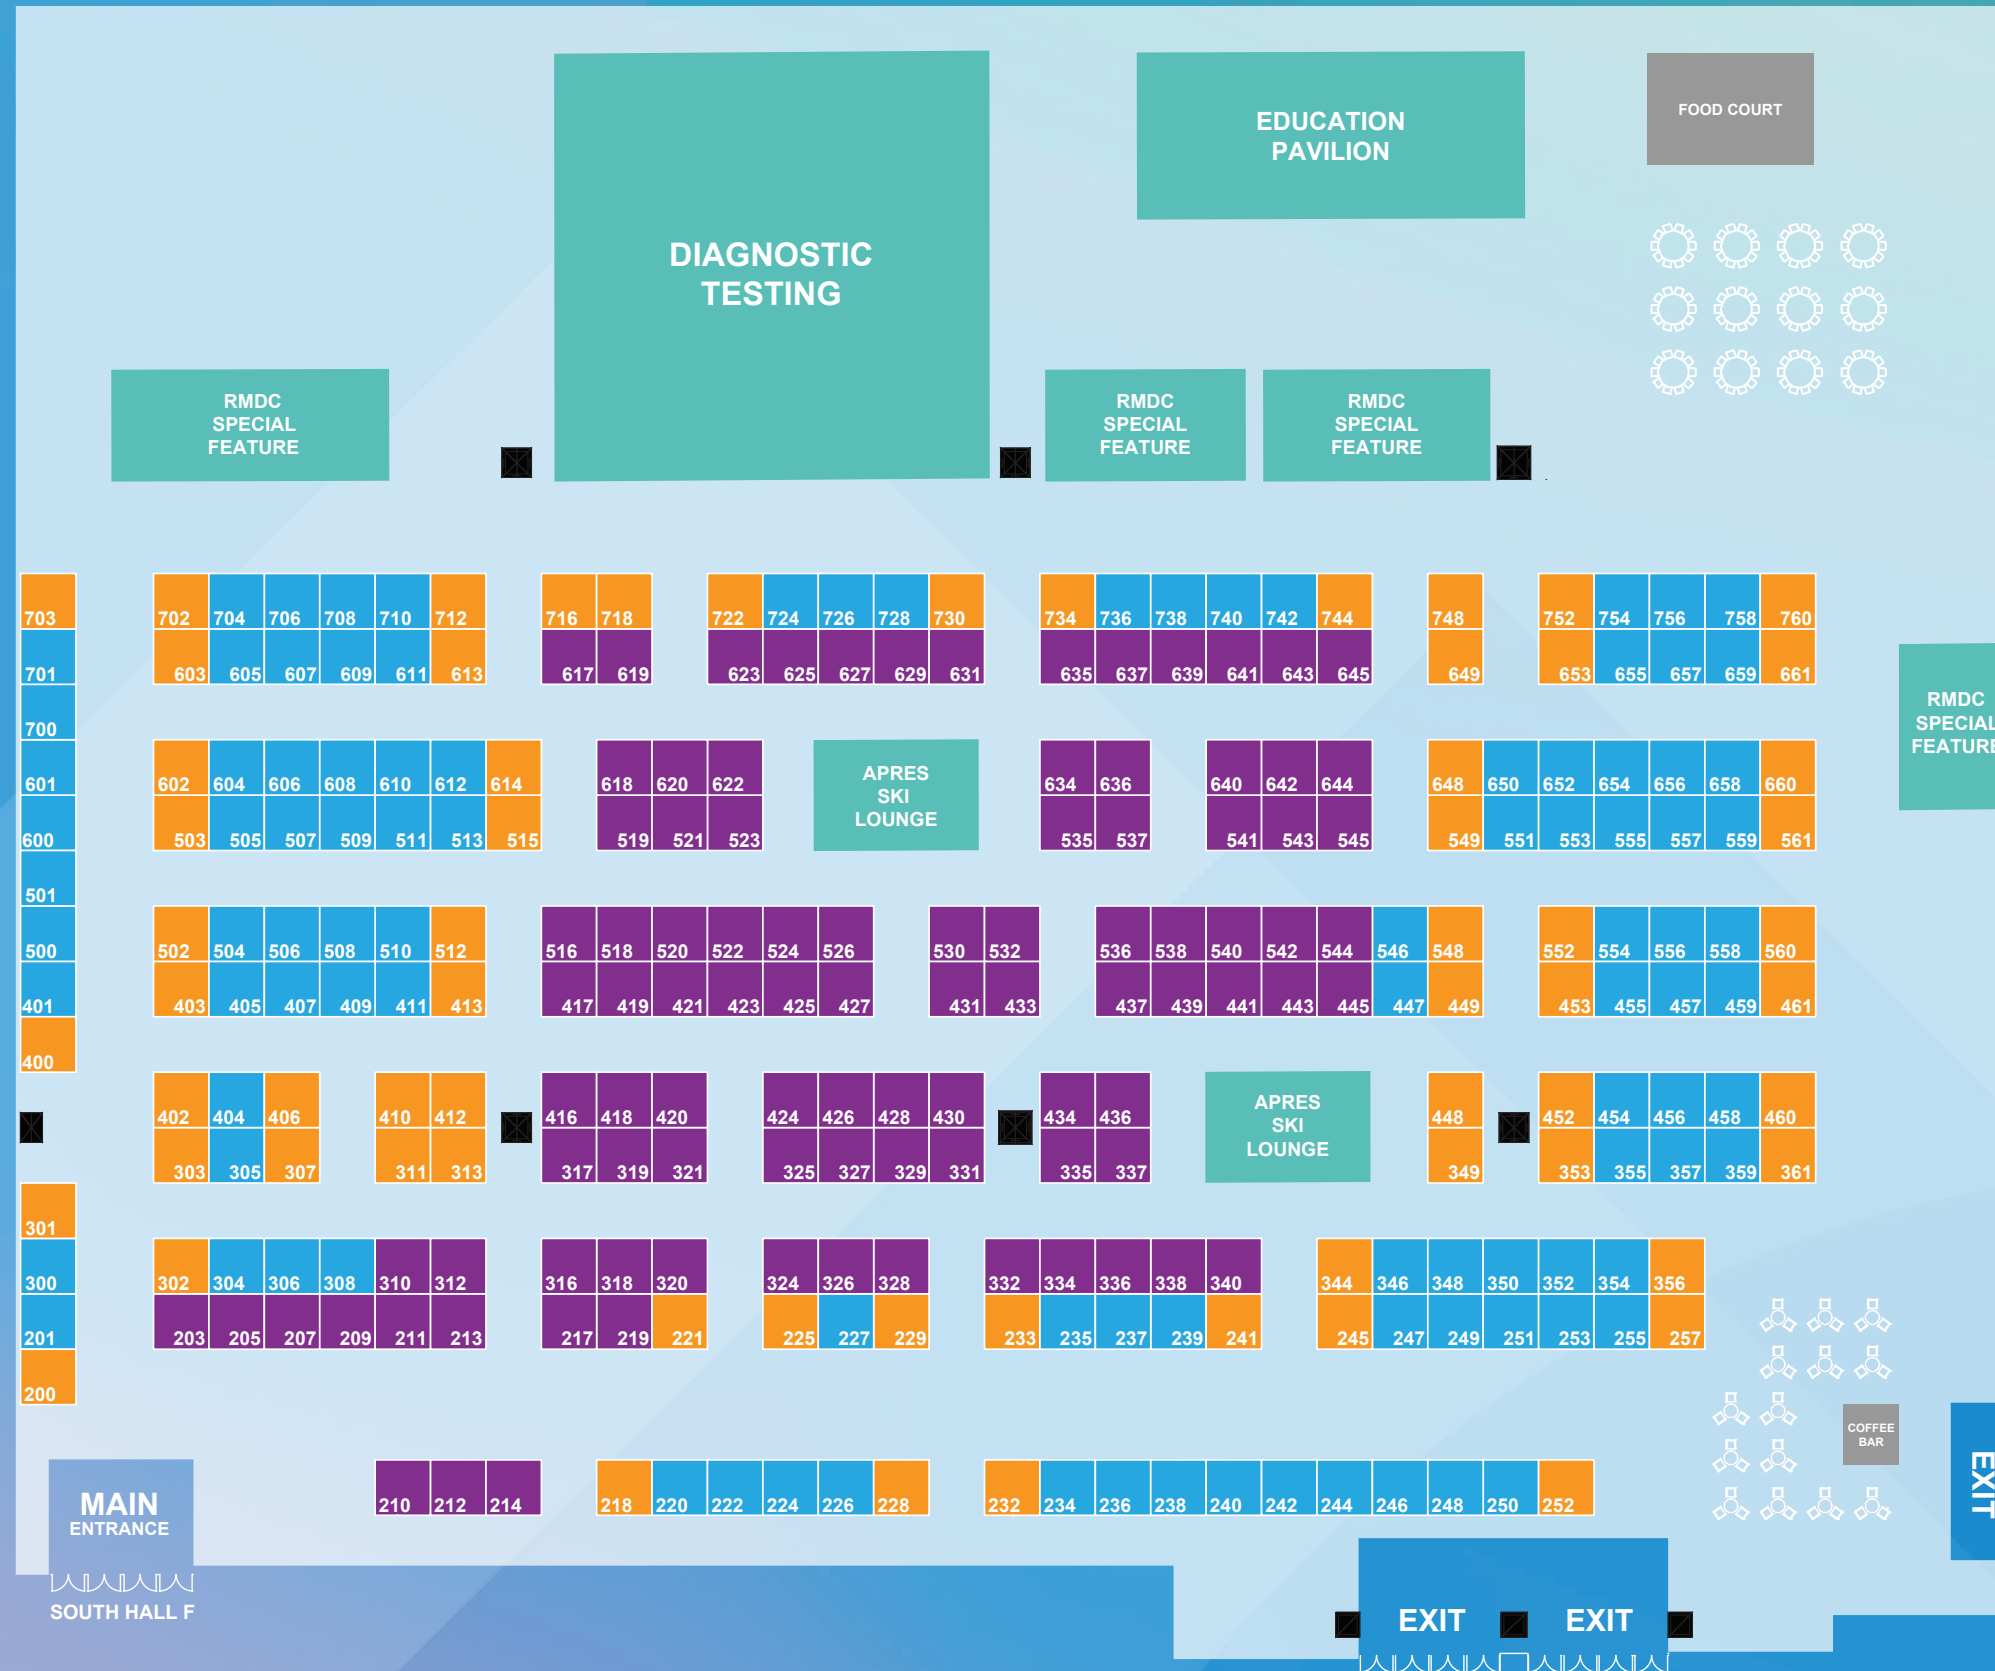 EDUCATION
PAVILION
FOOD COURT
DIAGNOSTIC
TESTING
RMDC
SPECIAL
FEATURE
RMDC
SPECIAL
FEATURE
RMDC
SPECIAL
FEATURE
703 702 704 706 708 710 712 716 718 722 724 726 728 730 734 736 738 740 742 744 748 752 754 756 758 760
701 603 605 607 609 611 613 617 619 623 625 627 629 631 635 637 639 641 643 645 649 653 655 657 659 661
RMDC
SPECIAL
FEATURE
700
601 602 604 606 608 610 612 614 618 620 622 634 636 640 642 644 648 650 652 654 656 658 660
APRES
SKI
LOUNGE
600 503 505 507 509 511 513 515 519 521 523 535 537 541 543 545 549 551 553 555 557 559 561
501
500 502 504 506 508 510 512 516 518 520 522 524 526 530 532 536 538 540 542 544 546 548 552 554 556 558 560
401 403 405 407 409 411 413 417 419 421 423 425 427 431 433 437 439 441 443 445 447 449 453 455 457 459 461
400
402 404 406 410 412 416 418 420 424 426 428 430 434 436 448 452 454 456 458 460
APRES
SKI
LOUNGE
303 305 307 311 313 317 319 321 325 327 329 331 335 337 349 353 355 357 359 361
301
300 302 304 306 308 310 312 316 318 320 324 326 328 332 334 336 338 340 344 346 348 350 352 354 356
201 203 205 207 209 211 213 217 219 221 225 227 229 233 235 237 239 241 245 247 249 251 253 255 257
200
COFFEE
BAR
210 212 214 218 220 222 224 226 228 232 234 236 238 240 242 244 246 248 250 252
EXIT
MAIN
ENTRANCE
SOUTH HALL F
EXIT EXIT